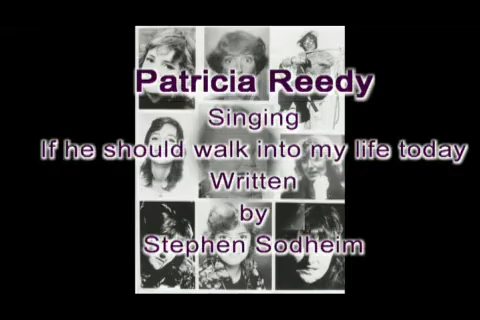 Patricia Reedy
Singing
If he should walk into my life today
Written
by
Stephen Sodheim